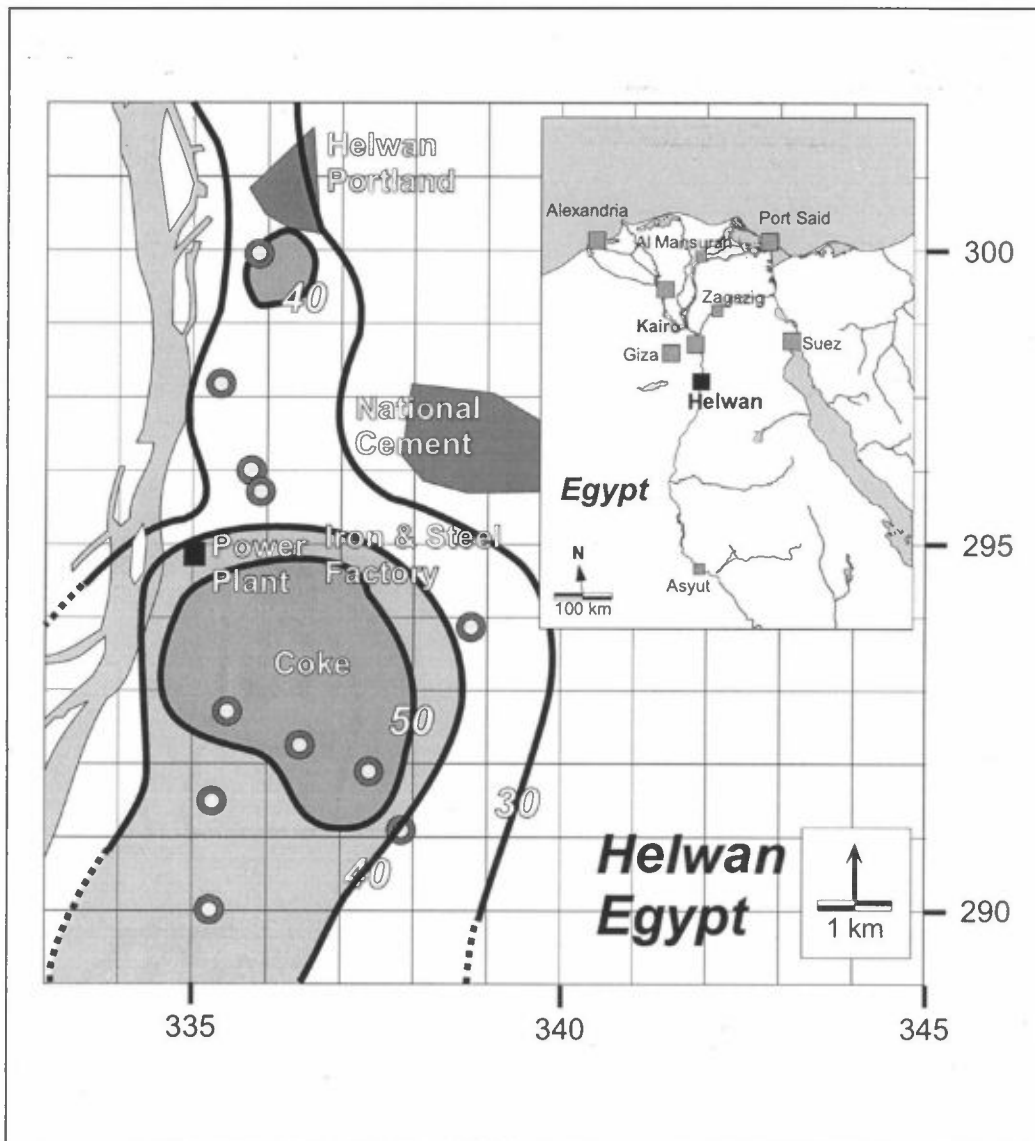 Helwan
Portland
40
National
Cement
Power
Plant
Iron & Steel
Factory
Coke
50
40
30
Alexandria
Port Said
Al Mansurah
Zagazig
Kairo
Giza
Suez
Helwan
Egypt
N
100 km
Asyut
Helwan
Egypt
1 km
300
295
290
335
340
345